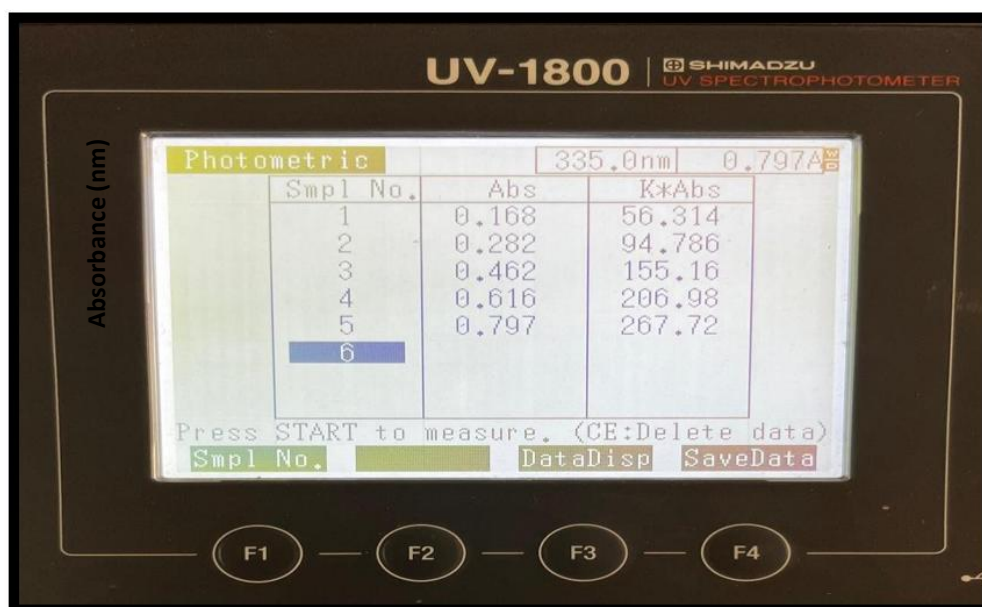 UV-1800 SHIMADZU
UV SPECTROPHOTOMETER
Absorbance (nm)
Photometric 335.0nm 0.797A
Smpl No. Abs K*Abs
1 0.168 56.314
2 0.282 94.786
3 0.462 155.16
4 0.616 206.98
5 0.797 267.72
6
Press START to measure. (CE:Delete data)
Smpl No. DataDisp SaveData
F1 F2 F3 F4